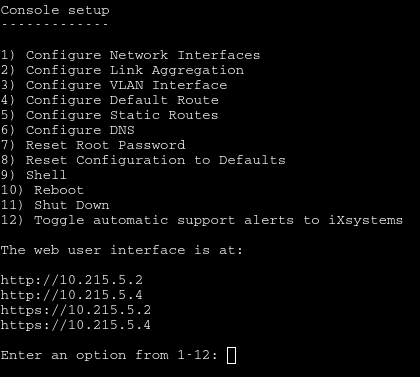 Console setup
-------------
1) Configure Network Interfaces
2) Configure Link Aggregation
3) Configure VLAN Interface
4) Configure Default Route
5) Configure Static Routes
6) Configure DNS
7) Reset Root Password
8) Reset Configuration to Defaults
9) Shell
10) Reboot
11) Shut Down
12) Toggle automatic support alerts to iXsystems
The web user interface is at:
http://10.215.5.2
http://10.215.5.4
https://10.215.5.2
https://10.215.5.4
Enter an option from 1-12: